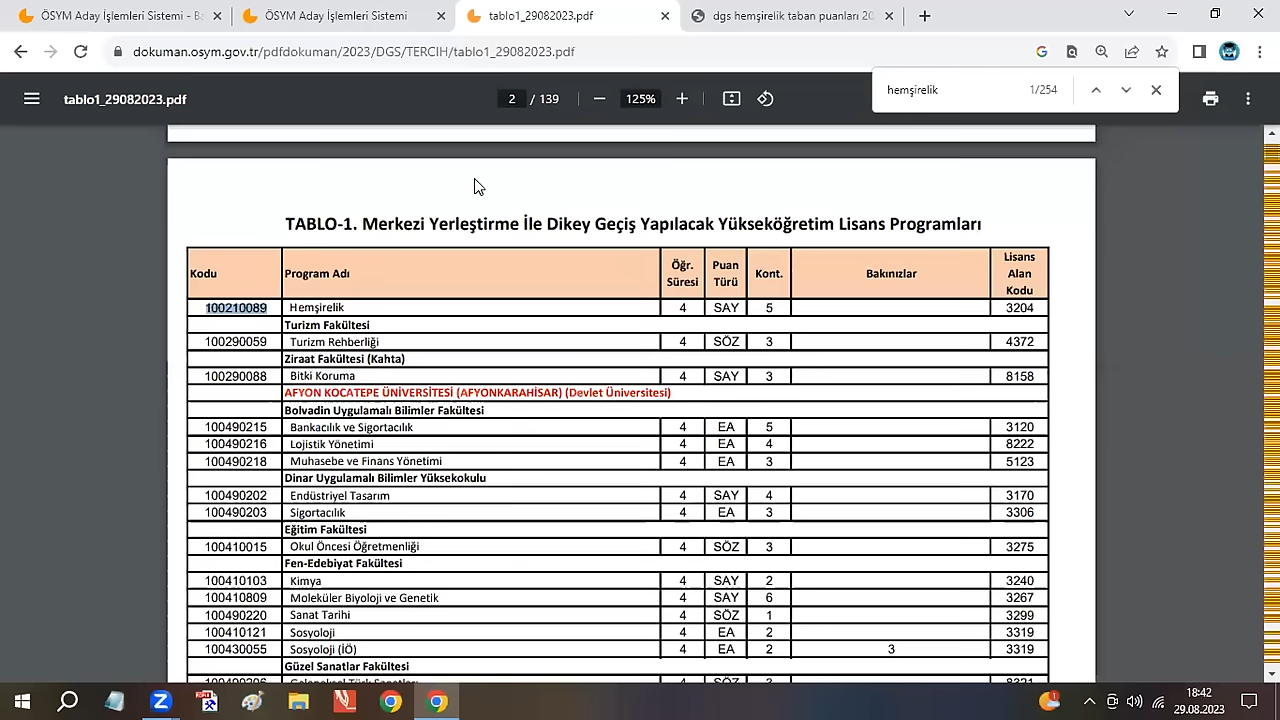 ÖSYM Aday İşlemleri Sistemi - Bs
ÖSYM Aday İşlemleri Sistemi
tablo1_29082023.pdf
dgs hemşirelik taban puanları 20
dokuman.osym.gov.tr/pdfdokuman/2023/DGS/TERCIH/tablo1_29082023.pdf
hemşirelik 1/254
tablo1_29082023.pdf 2 / 139 125%
TABLO-1. Merkezi Yerleştirme İle Dikey Geçiş Yapılacak Yükseköğretim Lisans Programları
Kodu Program Adı Öğr. Süresi Puan Türü Kont. Bakınızlar Lisans Alan Kodu
100210089 Hemşirelik 4 SAY 5 3204
Turizm Fakültesi
100290059 Turizm Rehberliği 4 SÖZ 3 4372
Ziraat Fakültesi (Kahta)
100290088 Bitki Koruma 4 SAY 3 8158
AFYON KOCATEPE ÜNİVERSİTESİ (AFYONKARAHİSAR) (Devlet Üniversitesi)
Bolvadin Uygulamalı Bilimler Fakültesi
100490215 Bankacılık ve Sigortacılık 4 EA 5 3120
100490216 Lojistik Yönetimi 4 EA 4 8222
100490218 Muhasebe ve Finans Yönetimi 4 EA 3 5123
Dinar Uygulamalı Bilimler Yüksekokulu
100490202 Endüstriyel Tasarım 4 SAY 4 3170
100490203 Sigortacılık 4 EA 3 3306
Eğitim Fakültesi
100410015 Okul Öncesi Öğretmenliği 4 SÖZ 3 3275
Fen-Edebiyat Fakültesi
100410103 Kimya 4 SAY 2 3240
100410809 Moleküler Biyoloji ve Genetik 4 SAY 6 3267
100490220 Sanat Tarihi 4 SÖZ 1 3299
100410121 Sosyoloji 4 EA 2 3319
100430055 Sosyoloji (İÖ) 4 EA 2 3 3319
Güzel Sanatlar Fakültesi
18:42
29.08.2023